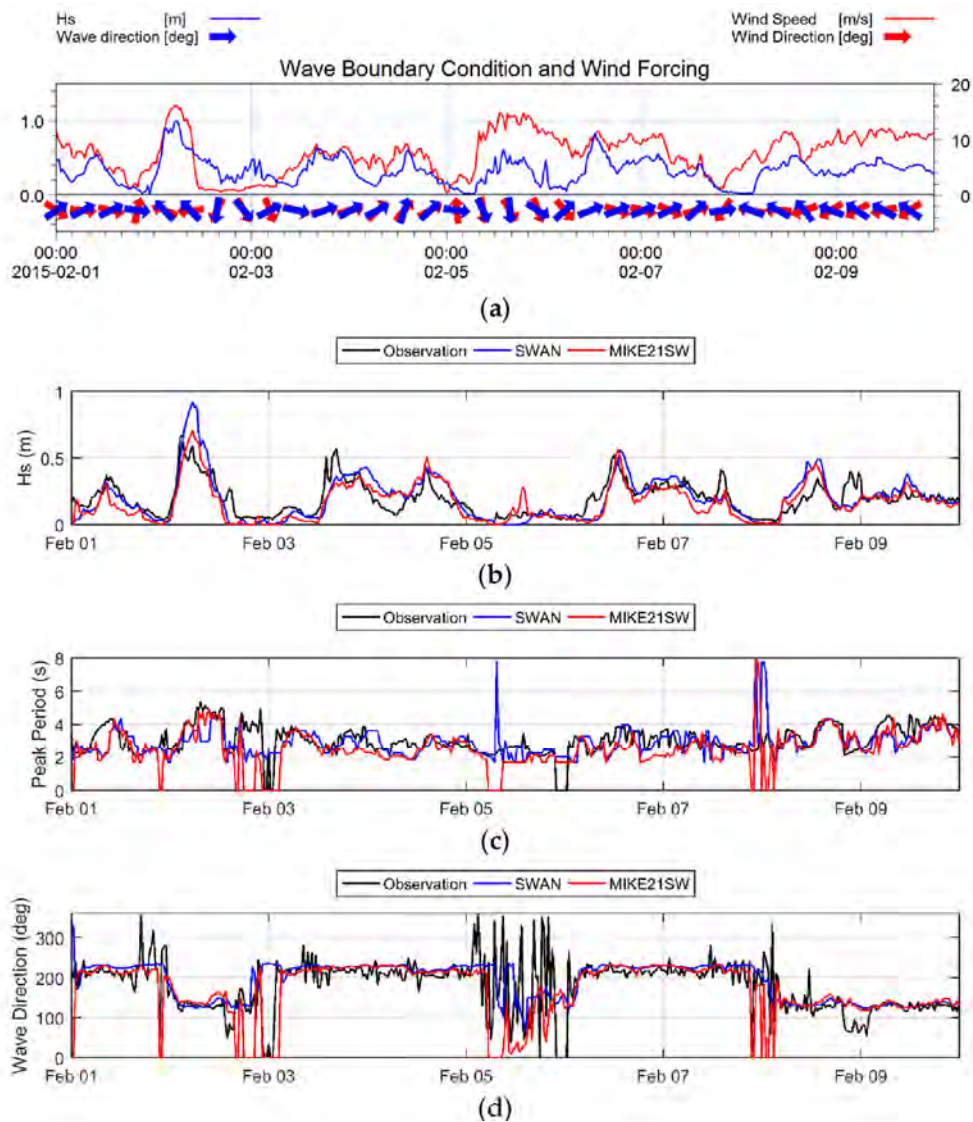 Hs [m]
Wave direction [deg]
Wind Speed [m/s]
Wind Direction [deg]
Wave Boundary Condition and Wind Forcing
1.0
0.0
20
10
0
00:00 00:00 00:00 00:00 00:00
2015-02-01 02-03 02-05 02-07 02-09
(a)
Observation SWAN MIKE21SW
Hs (m)
1
0.5
0
Feb 01 Feb 03 Feb 05 Feb 07 Feb 09
(b)
Observation SWAN MIKE21SW
Peak Period (s)
8
6
4
2
0
Feb 01 Feb 03 Feb 05 Feb 07 Feb 09
(c)
Observation SWAN MIKE21SW
Wave Direction (deg)
300
200
100
0
Feb 01 Feb 03 Feb 05 Feb 07 Feb 09
(d)